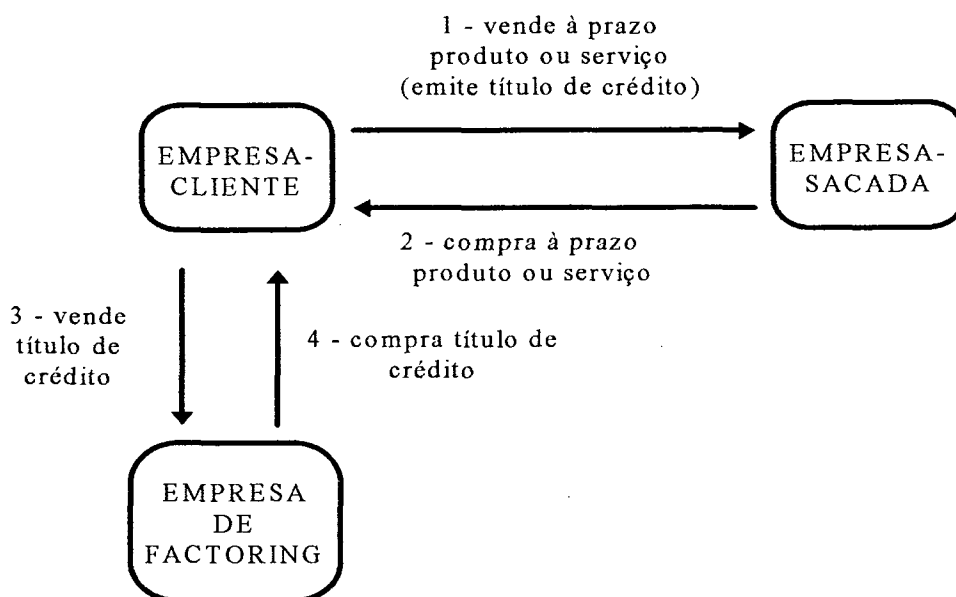 1 - vende à prazo
produto ou serviço
(emite título de crédito)
EMPRESA-
CLIENTE
EMPRESA-
SACADA
2 - compra à prazo
produto ou serviço
3 - vende
título de
crédito
4 - compra título de
crédito
EMPRESA
DE
FACTORING